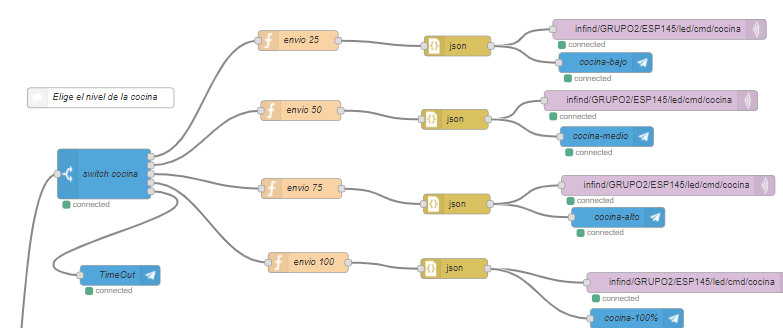 envio 25
json
infind/GRUPO2/ESP145/led/cmd/cocina
connected
cocina-bajo
connected
Elige el nivel de la cocina
envio 50
json
infind/GRUPO2/ESP145/led/cmd/cocina
connected
cocina-medio
connected
switch cocina
connected
envio 75
json
infind/GRUPO2/ESP145/led/cmd/cocina
connected
cocina-alto
connected
TimeOut
connected
envio 100
json
infind/GRUPO2/ESP145/led/cmd/cocina
connected
cocina-100%